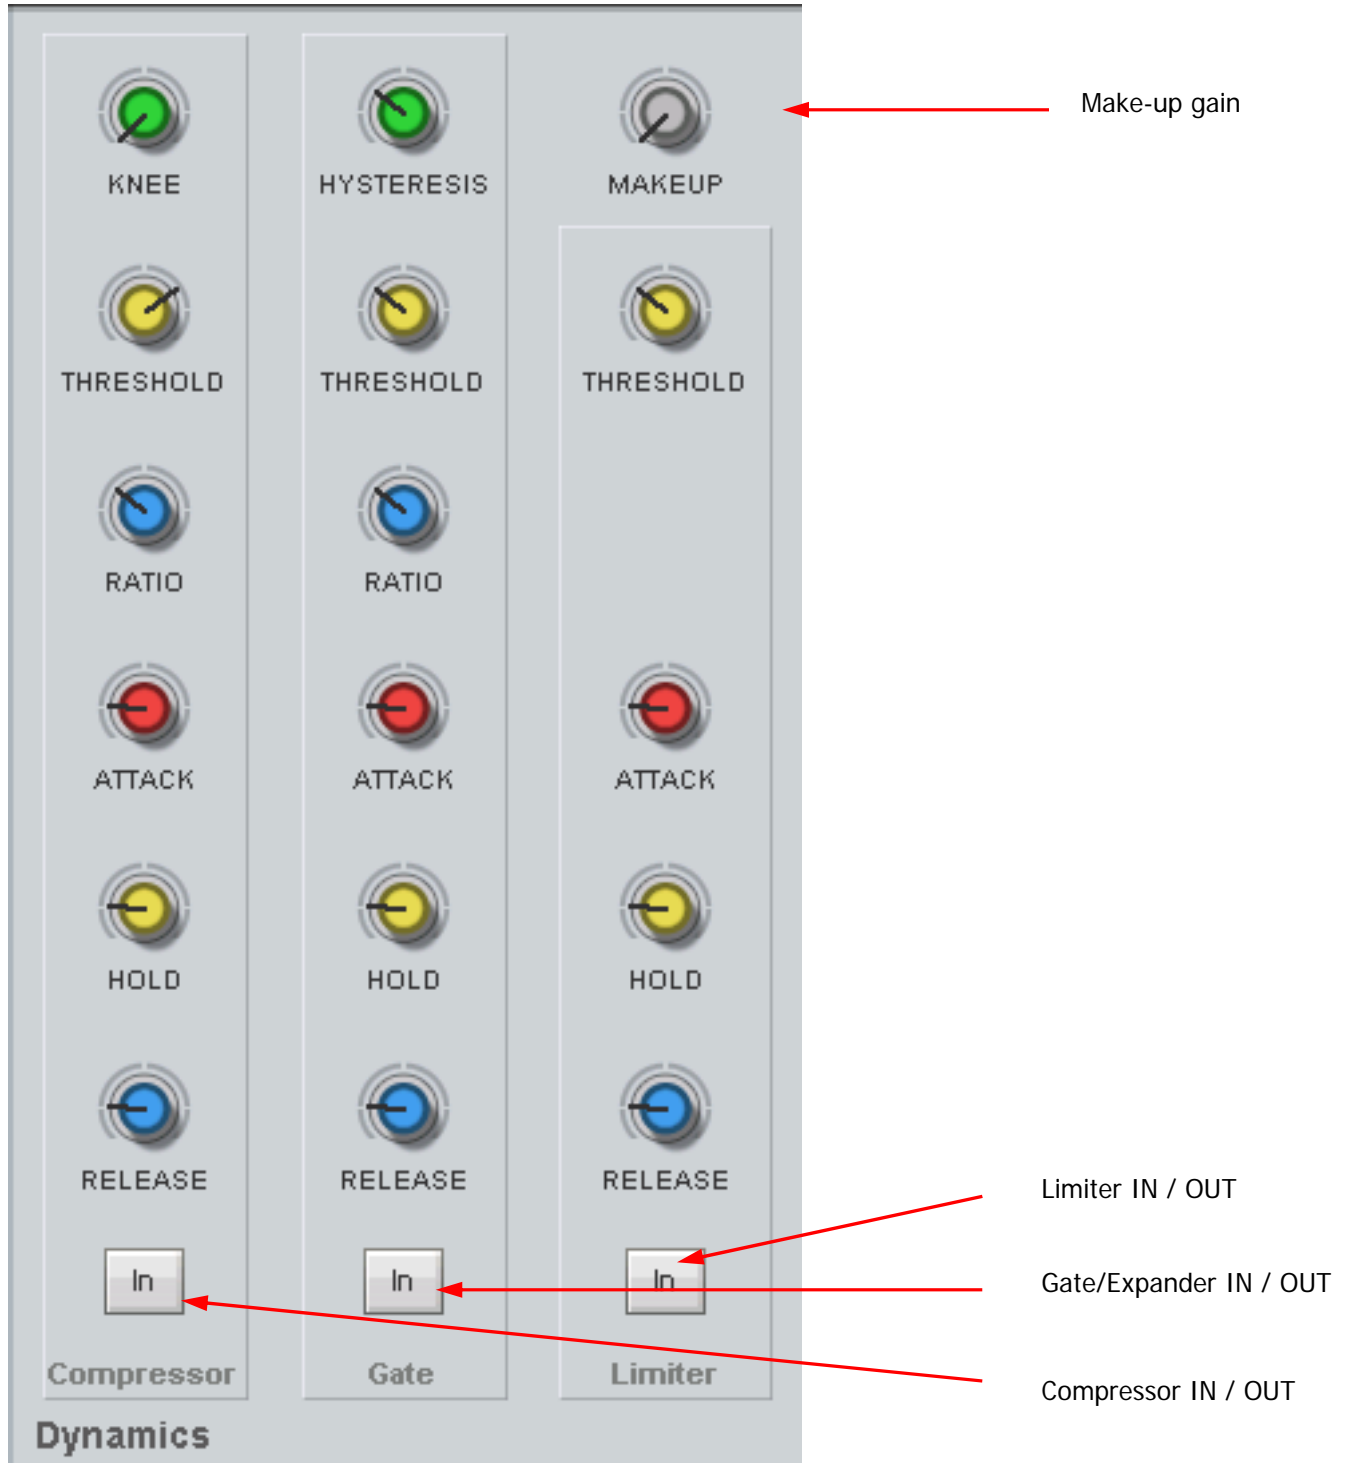 Make-up gain
KNEE
HYSTERESIS
MAKEUP
THRESHOLD
THRESHOLD
THRESHOLD
RATIO
RATIO
ATTACK
ATTACK
ATTACK
HOLD
HOLD
HOLD
RELEASE
RELEASE
RELEASE
Limiter IN / OUT
In
In
In
Gate/Expander IN / OUT
Compressor
Gate
Limiter
Compressor IN / OUT
Dynamics